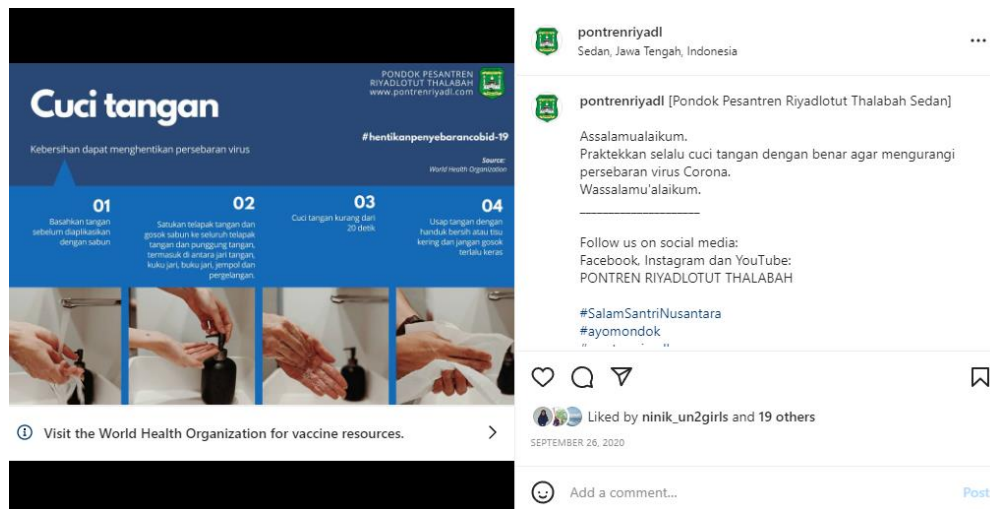 PONDOK PESANTREN
RIYADLOTUT THALABAH
www.pontrenriyadl.com
Cuci tangan
#hentikanpenyebarancobid-19
Kebersihan dapat menghentikan persebaran virus
Source:
World Health Organization
01
Basahkan tangan
sebelum diaplikasikan
dengan sabun
02
Satukan telapak tangan dan
gosok sabun ke seluruh telapak
tangan dan punggung tangan,
termasuk di antara jari tangan,
kuku jari, buku jari, jempol dan
pergelangan.
03
Cuci tangan kurang dari
20 detik
04
Usap tangan dengan
handuk bersih atau tisu
kering dan jangan gosok
terlalu keras
Visit the World Health Organization for vaccine resources.
pontrenriyadl
Sedan, Jawa Tengah, Indonesia
pontrenriyadl [Pondok Pesantren Riyadlotut Thalabah Sedan]
Assalamualaikum.
Praktekkan selalu cuci tangan dengan benar agar mengurangi
persebaran virus Corona.
Wassalamu'alaikum.
____________________
Follow us on social media:
Facebook, Instagram dan YouTube:
PONTREN RIYADLOTUT THALABAH
#SalamSantriNusantara
#ayomondok
Liked by ninik_un2girls and 19 others
SEPTEMBER 26, 2020
Add a comment...
Post